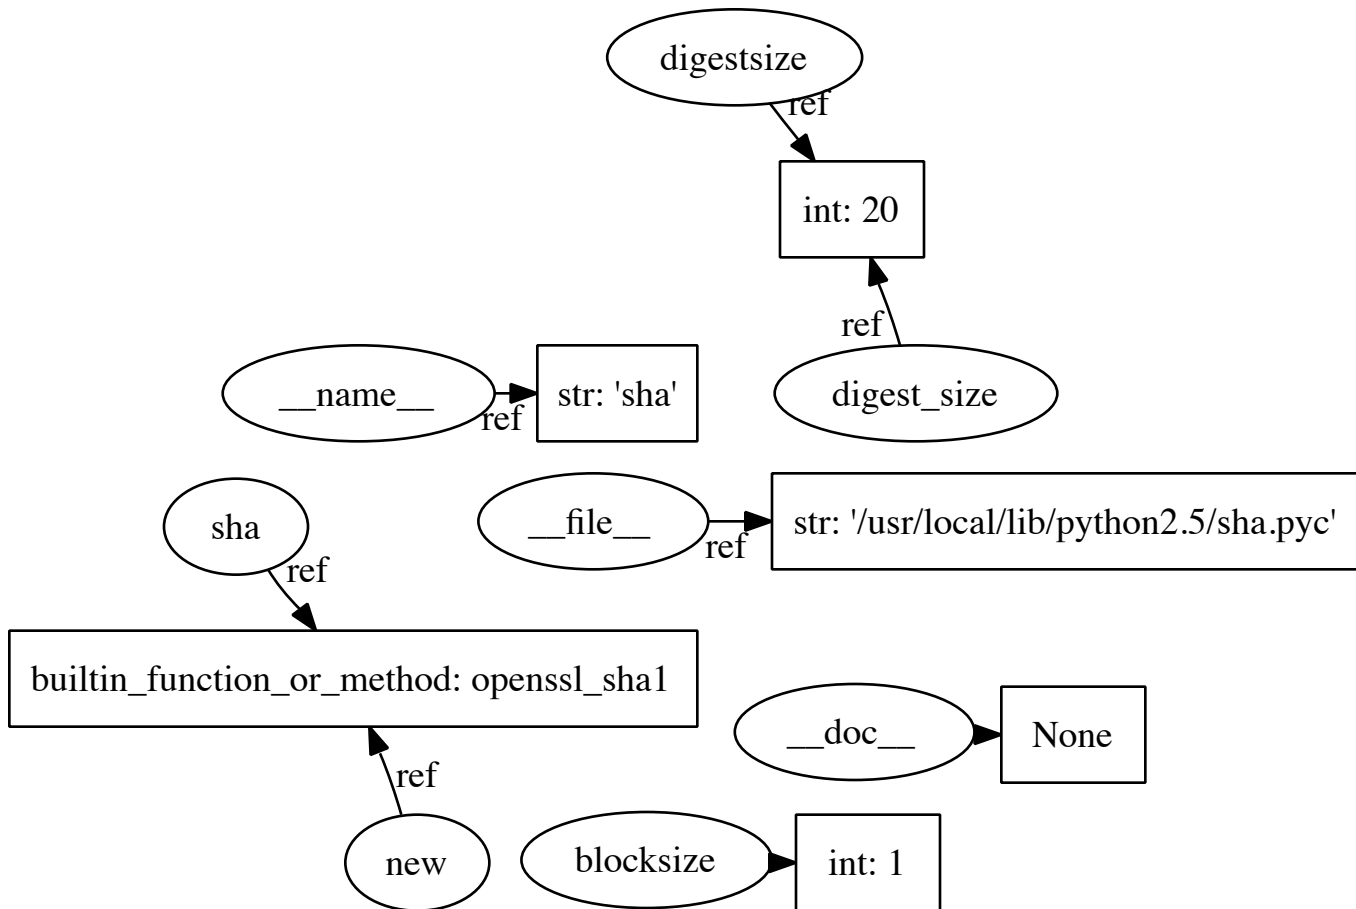 digestsize
ref
int: 20
ref
digest_size
__name__
ref
str: 'sha'
__file__
ref
str: '/usr/local/lib/python2.5/sha.pyc'
sha
ref
builtin_function_or_method: openssl_sha1
ref
new
__doc__
None
blocksize
int: 1